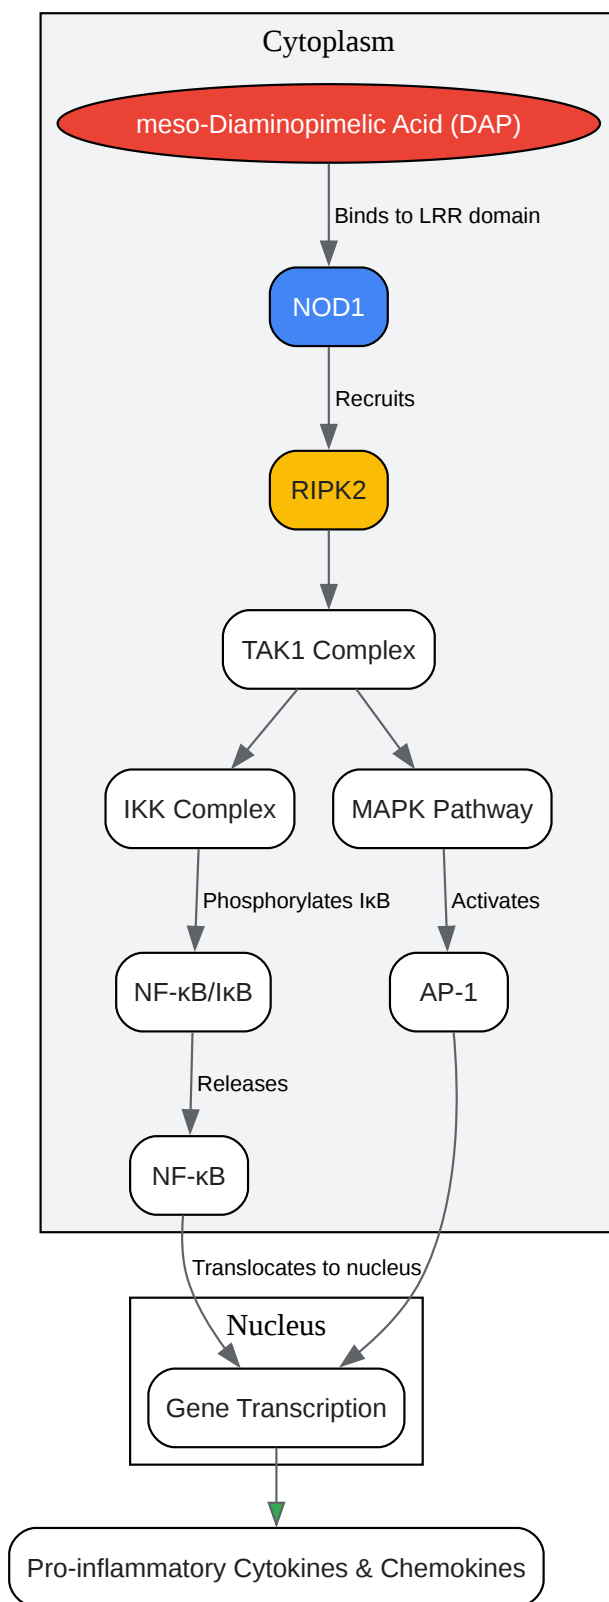 Cytoplasm
meso-Diaminopimelic Acid (DAP)
Binds to LRR domain
NOD1
Recruits
RIPK2
TAK1 Complex
IKK Complex
MAPK Pathway
Phosphorylates IκB
Activates
NF-κB/IκB
AP-1
Releases
NF-κB
Translocates to nucleus
Nucleus
Gene Transcription
Pro-inflammatory Cytokines & Chemokines